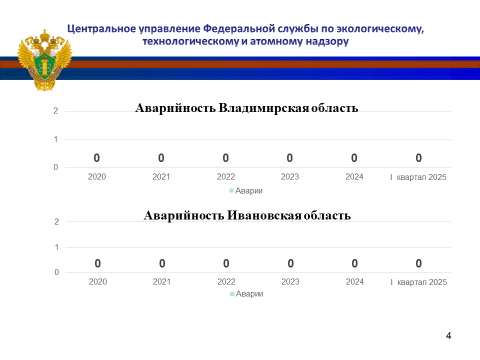 Центральное управление Федеральной службы по экологическому,
технологическому и атомному надзору
Аварийность Владимирская область
2
1
0
0 0 0 0 0 0
2020 2021 2022 2023 2024 I квартал 2025
Аварии
Аварийность Ивановская область
2
1
0
0 0 0 0 0 0
2020 2021 2022 2023 2024 I квартал 2025
Аварии
4